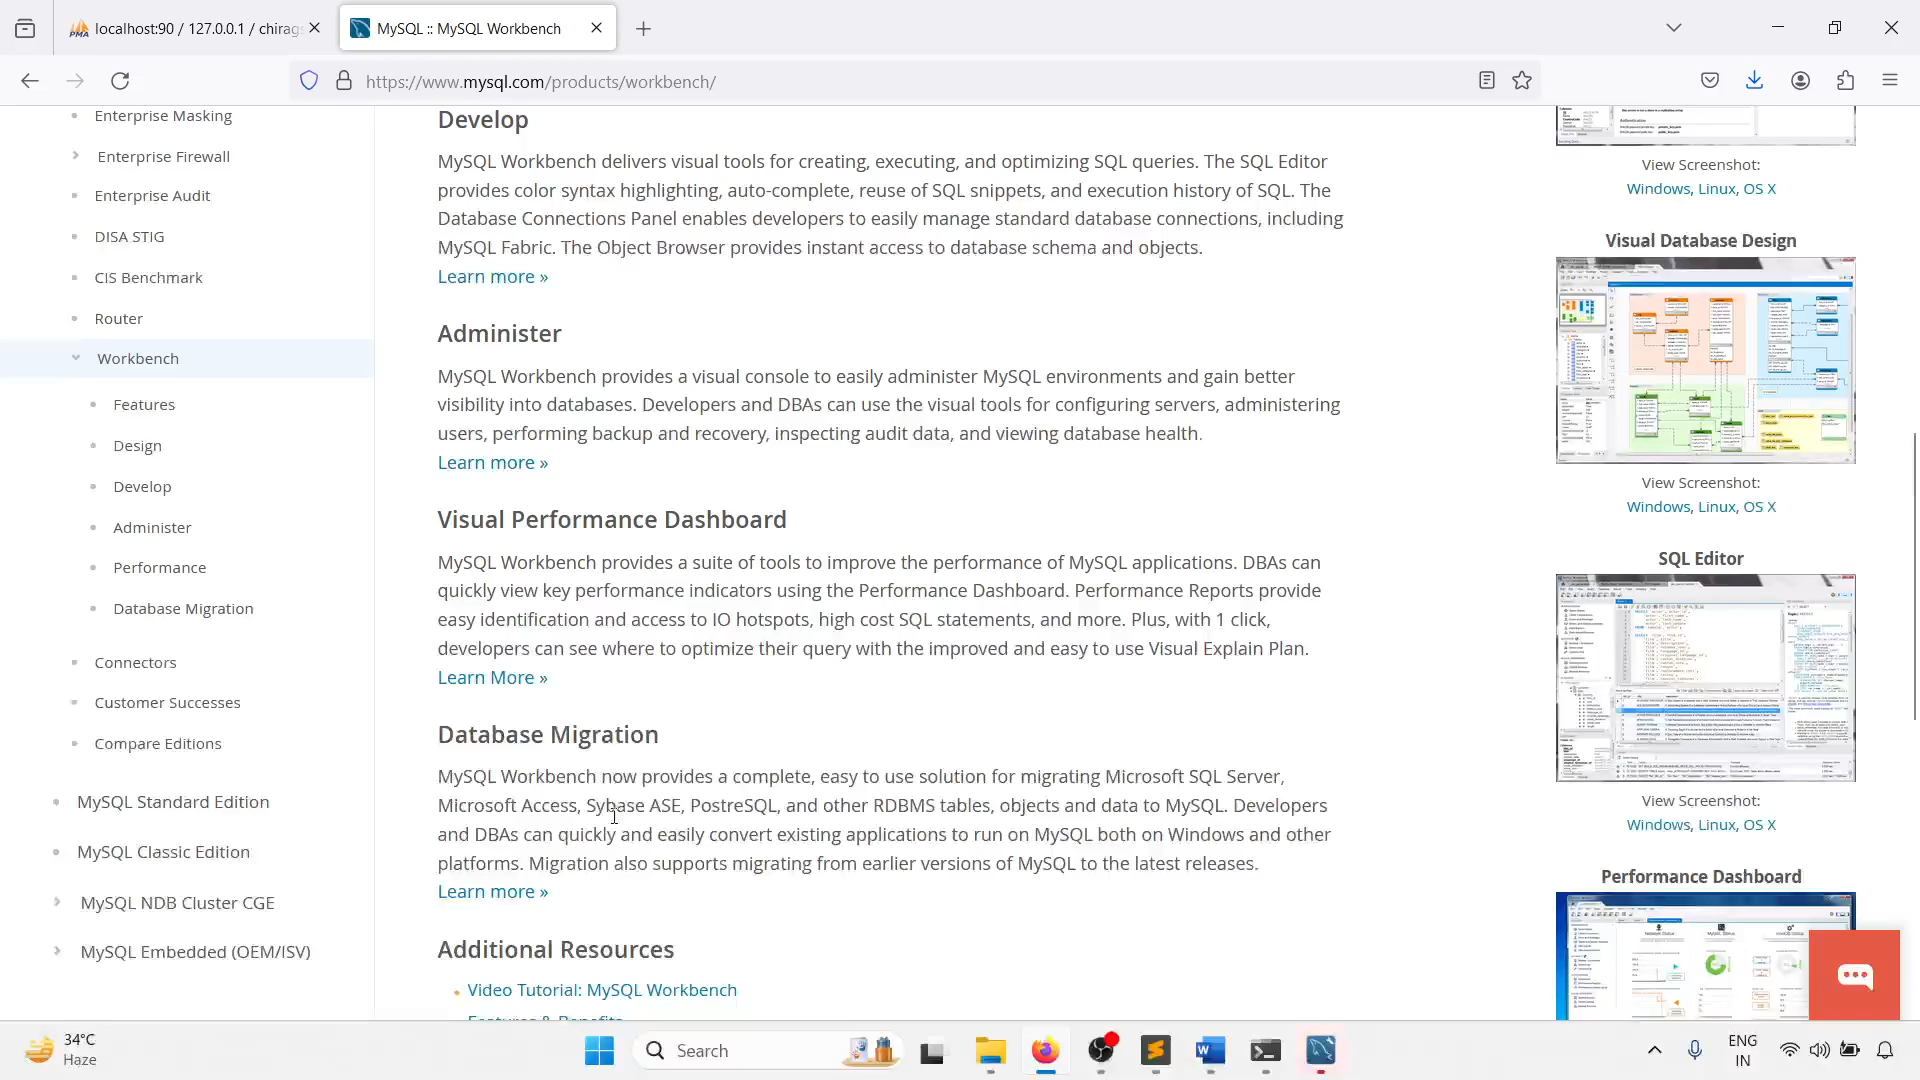 localhost:90 / 127.0.0.1 / chirag
MySQL :: MySQL Workbench
https://www.mysql.com/products/workbench/
Enterprise Masking
Enterprise Firewall
Enterprise Audit
DISA STIG
CIS Benchmark
Router
Workbench
Features
Design
Develop
Administer
Performance
Database Migration
Connectors
Customer Successes
Compare Editions
MySQL Standard Edition
MySQL Classic Edition
MySQL NDB Cluster CGE
MySQL Embedded (OEM/ISV)
Develop
MySQL Workbench delivers visual tools for creating, executing, and optimizing SQL queries. The SQL Editor
provides color syntax highlighting, auto-complete, reuse of SQL snippets, and execution history of SQL. The
Database Connections Panel enables developers to easily manage standard database connections, including
MySQL Fabric. The Object Browser provides instant access to database schema and objects.
Learn more »
Administer
MySQL Workbench provides a visual console to easily administer MySQL environments and gain better
visibility into databases. Developers and DBAs can use the visual tools for configuring servers, administering
users, performing backup and recovery, inspecting audit data, and viewing database health.
Learn more »
Visual Performance Dashboard
MySQL Workbench provides a suite of tools to improve the performance of MySQL applications. DBAs can
quickly view key performance indicators using the Performance Dashboard. Performance Reports provide
easy identification and access to IO hotspots, high cost SQL statements, and more. Plus, with 1 click,
developers can see where to optimize their query with the improved and easy to use Visual Explain Plan.
Learn More »
Database Migration
MySQL Workbench now provides a complete, easy to use solution for migrating Microsoft SQL Server,
Microsoft Access, Sybase ASE, PostreSQL, and other RDBMS tables, objects and data to MySQL. Developers
and DBAs can quickly and easily convert existing applications to run on MySQL both on Windows and other
platforms. Migration also supports migrating from earlier versions of MySQL to the latest releases.
Learn more »
Additional Resources
Video Tutorial: MySQL Workbench
Features & Benefits
View Screenshot:
Windows, Linux, OS X
Visual Database Design
View Screenshot:
Windows, Linux, OS X
SQL Editor
View Screenshot:
Windows, Linux, OS X
Performance Dashboard
34°C
Haze
Search
ENG
IN